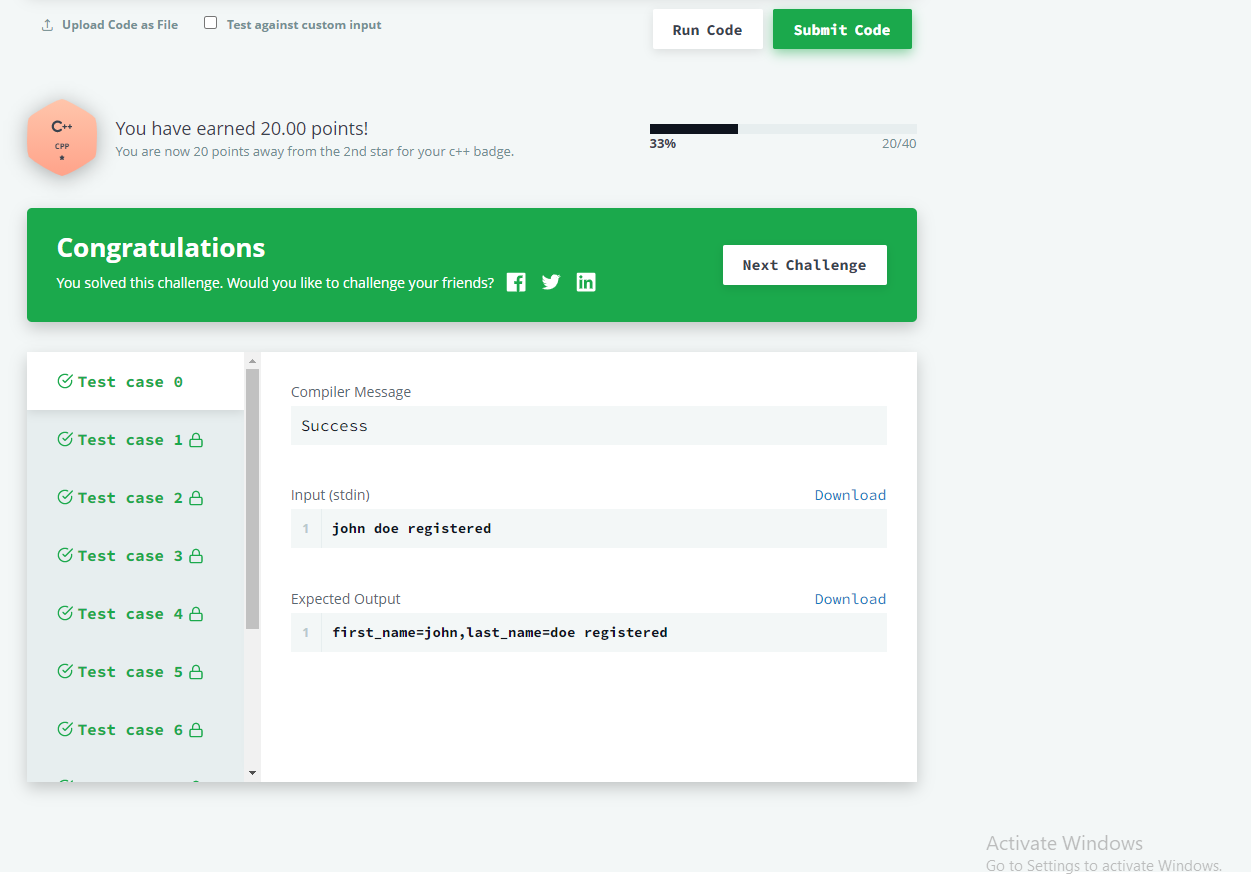 Upload Code as File
Test against custom input
Run Code
Submit Code
C++
CPP
You have earned 20.00 points!
You are now 20 points away from the 2nd star for your c++ badge.
33%
20/40
Congratulations
You solved this challenge. Would you like to challenge your friends?
Next Challenge
Test case 0
Test case 1
Test case 2
Test case 3
Test case 4
Test case 5
Test case 6
Compiler Message
Success
Input (stdin)
Download
1 john doe registered
Expected Output
Download
1 first_name=john,last_name=doe registered
Activate Windows
Go to Settings to activate Windows.